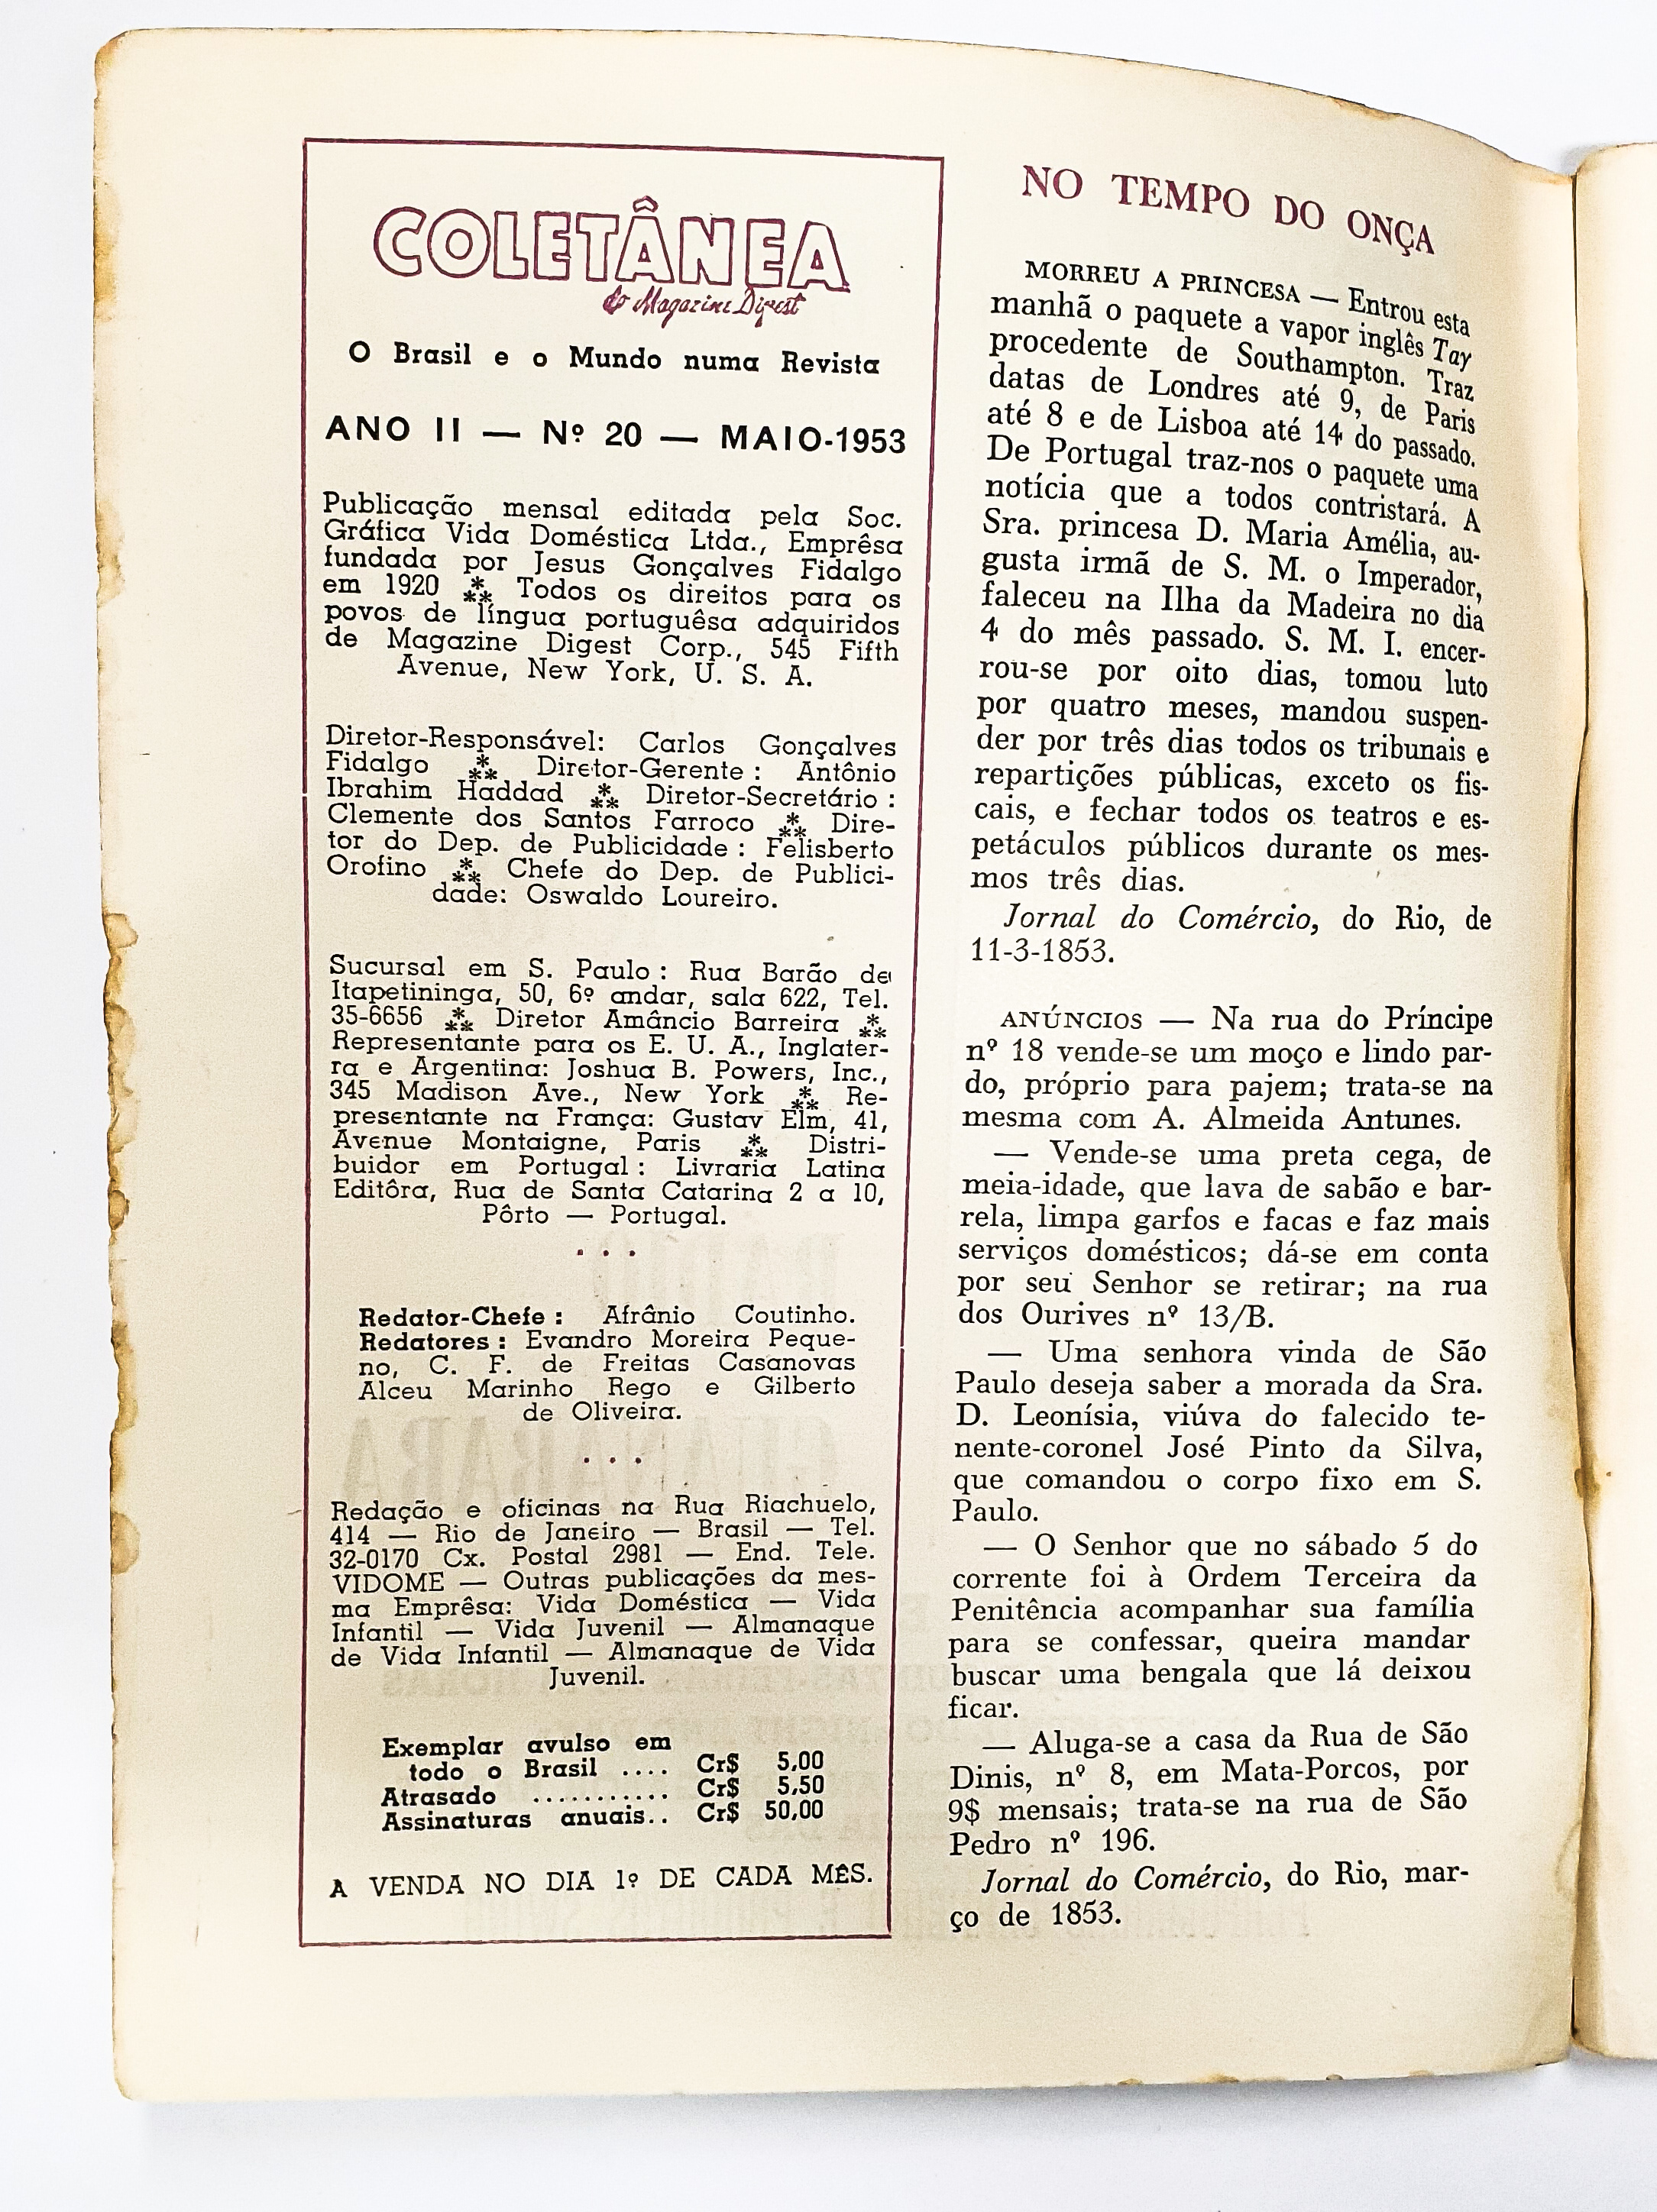 COLETÂNEA
do Magazine Digest
O Brasil e o Mundo numa Revista
ANO II — Nº 20 — MAIO-1953
Publicação mensal editada pela Soc.
Gráfica Vida Doméstica Ltda., Emprêsa
fundada por Jesus Gonçalves Fidalgo
em 1920 ⁂ Todos os direitos para os
povos de língua portuguêsa adquiridos
de Magazine Digest Corp., 545 Fifth
Avenue, New York, U. S. A.
Diretor-Responsável: Carlos Gonçalves
Fidalgo ⁂ Diretor-Gerente : Antônio
Ibrahim Haddad ⁂ Diretor-Secretário :
Clemente dos Santos Farroco ⁂ Dire-
tor do Dep. de Publicidade : Felisberto
Orofino ⁂ Chefe do Dep. de Publici-
dade: Oswaldo Loureiro.
Sucursal em S. Paulo : Rua Barão de
Itapetininga, 50, 6º andar, sala 622, Tel.
35-6656 ⁂ Diretor Amâncio Barreira ⁂
Representante para os E. U. A., Inglater-
ra e Argentina: Joshua B. Powers, Inc.,
345 Madison Ave., New York ⁂ Re-
presentante na França: Gustav Elm, 41,
Avenue Montaigne, Paris ⁂ Distri-
buidor em Portugal : Livraria Latina
Editôra, Rua de Santa Catarina 2 a 10,
Pôrto — Portugal.
. . .
Redator-Chefe : Afrânio Coutinho.
Redatores : Evandro Moreira Peque-
no, C. F. de Freitas Casanovas
Alceu Marinho Rego e Gilberto
de Oliveira.
. . .
Redação e oficinas na Rua Riachuelo,
414 — Rio de Janeiro — Brasil — Tel.
32-0170 Cx. Postal 2981 — End. Tele.
VIDOME — Outras publicações da mes-
ma Emprêsa: Vida Doméstica — Vida
Infantil — Vida Juvenil — Almanaque
de Vida Infantil — Almanaque de Vida
Juvenil.
Exemplar avulso em
todo o Brasil .... Cr$ 5,00
Atrasado ........... Cr$ 5,50
Assinaturas anuais.. Cr$ 50,00
A VENDA NO DIA 1º DE CADA MÊS.
NO TEMPO DO ONÇA
MORREU A PRINCESA — Entrou esta
manhã o paquete a vapor inglês Tay
procedente de Southampton. Traz
datas de Londres até 9, de Paris
até 8 e de Lisboa até 14 do passado.
De Portugal traz-nos o paquete uma
notícia que a todos contristará. A
Sra. princesa D. Maria Amélia, au-
gusta irmã de S. M. o Imperador,
faleceu na Ilha da Madeira no dia
4 do mês passado. S. M. I. encer-
rou-se por oito dias, tomou luto
por quatro meses, mandou suspen-
der por três dias todos os tribunais e
repartições públicas, exceto os fis-
cais, e fechar todos os teatros e es-
petáculos públicos durante os mes-
mos três dias.
Jornal do Comércio, do Rio, de
11-3-1853.
ANÚNCIOS — Na rua do Príncipe
nº 18 vende-se um moço e lindo par-
do, próprio para pajem; trata-se na
mesma com A. Almeida Antunes.
— Vende-se uma preta cega, de
meia-idade, que lava de sabão e bar-
rela, limpa garfos e facas e faz mais
serviços domésticos; dá-se em conta
por seu Senhor se retirar; na rua
dos Ourives nº 13/B.
— Uma senhora vinda de São
Paulo deseja saber a morada da Sra.
D. Leonísia, viúva do falecido te-
nente-coronel José Pinto da Silva,
que comandou o corpo fixo em S.
Paulo.
— O Senhor que no sábado 5 do
corrente foi à Ordem Terceira da
Penitência acompanhar sua família
para se confessar, queira mandar
buscar uma bengala que lá deixou
ficar.
— Aluga-se a casa da Rua de São
Dinis, nº 8, em Mata-Porcos, por
9$ mensais; trata-se na rua de São
Pedro nº 196.
Jornal do Comércio, do Rio, mar-
ço de 1853.